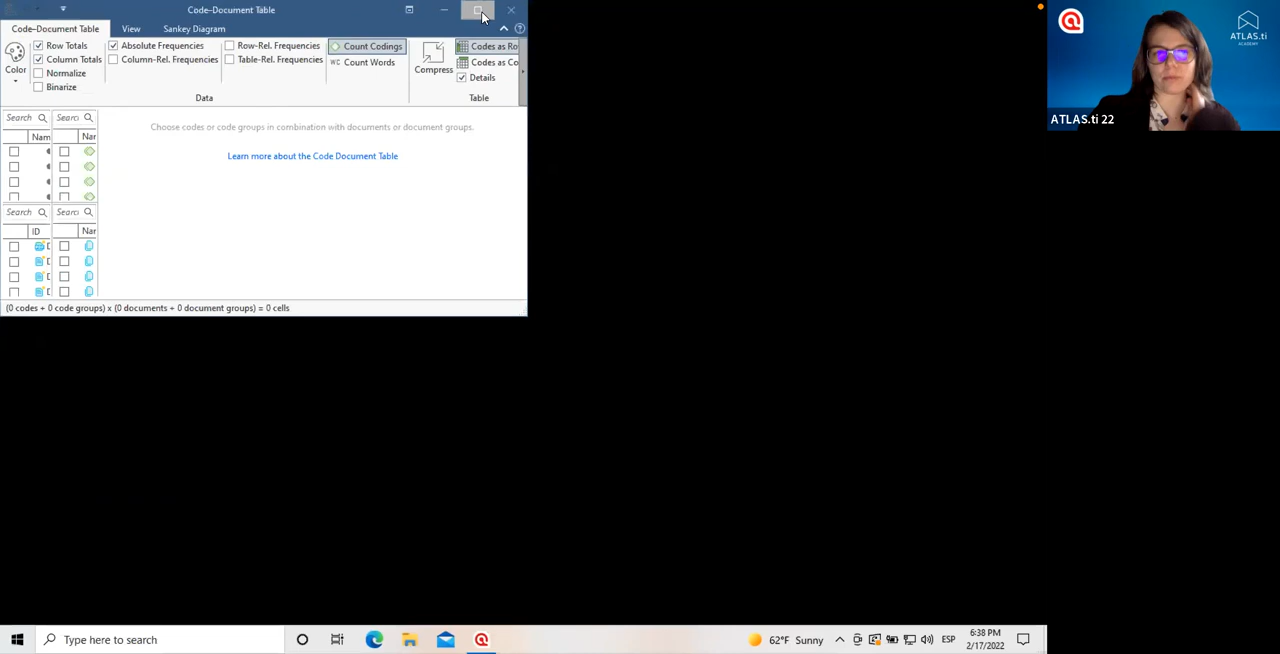 Code–Document Table
Code–Document Table View Sankey Diagram
Row Totals
Column Totals
Normalize
Binarize
Absolute Frequencies
Column-Rel. Frequencies
Row-Rel. Frequencies
Table-Rel. Frequencies
Data
Count Codings
WC Count Words
Color
Compress
Codes as Ro
Codes as Co
Details
Table
Search
Search
Nam
Nar
Search
Searc
ID
Nar
Choose codes or code groups in combination with documents or document groups.
Learn more about the Code Document Table
(0 codes + 0 code groups) x (0 documents + 0 document groups) = 0 cells
ATLAS.ti
ACADEMY
ATLAS.ti 22
Type here to search
62°F Sunny
ESP
6:38 PM
2/17/2022